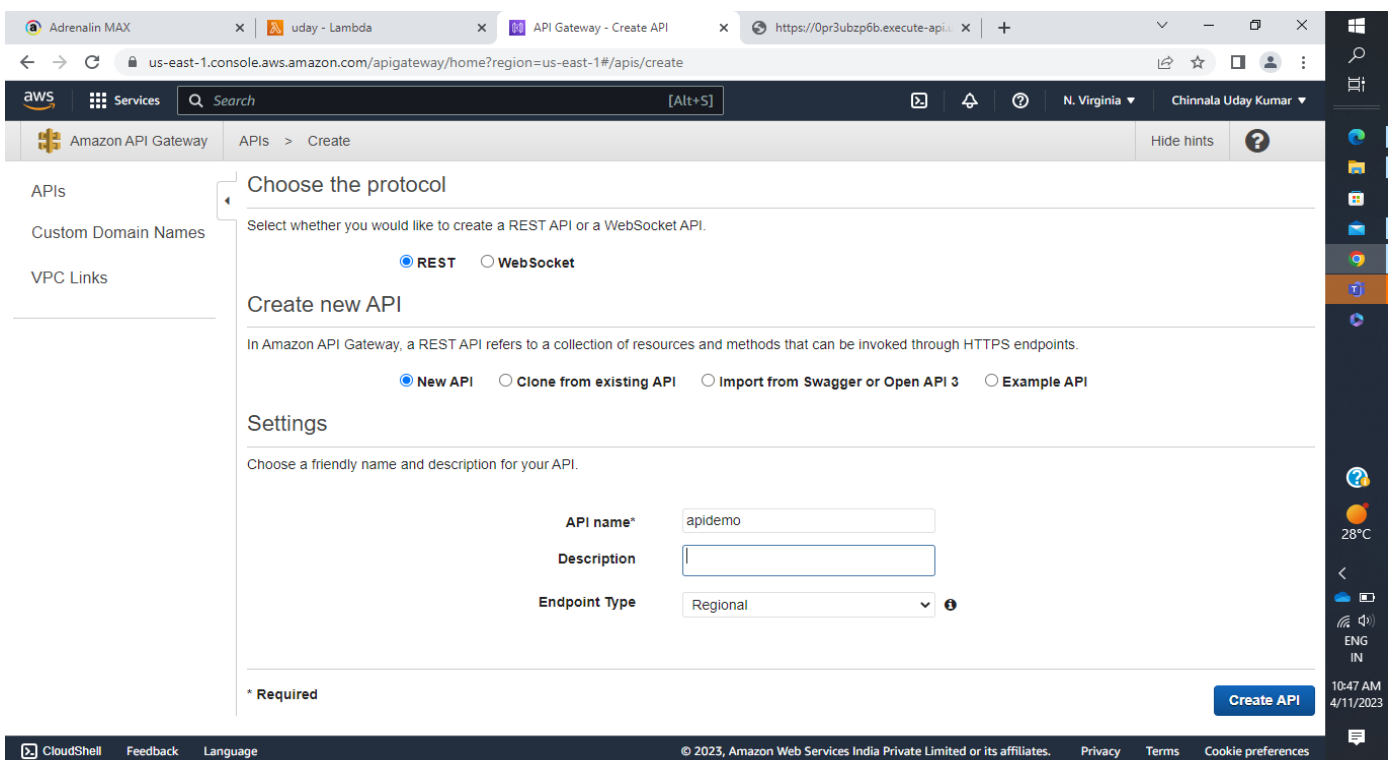 Adrenalin MAX
uday - Lambda
API Gateway - Create API
https://0pr3ubzp6b.execute-api.u
us-east-1.console.aws.amazon.com/apigateway/home?region=us-east-1#/apis/create
aws Services Search [Alt+S] N. Virginia ▼ Chinnala Uday Kumar ▼
Amazon API Gateway APIs > Create Hide hints
APIs
Custom Domain Names
VPC Links
Choose the protocol
Select whether you would like to create a REST API or a WebSocket API.
REST WebSocket
Create new API
In Amazon API Gateway, a REST API refers to a collection of resources and methods that can be invoked through HTTPS endpoints.
New API Clone from existing API Import from Swagger or Open API 3 Example API
Settings
Choose a friendly name and description for your API.
API name* apidemo
Description
Endpoint Type Regional
* Required
Create API
CloudShell Feedback Language © 2023, Amazon Web Services India Private Limited or its affiliates. Privacy Terms Cookie preferences
28°C
ENG
IN
10:47 AM
4/11/2023